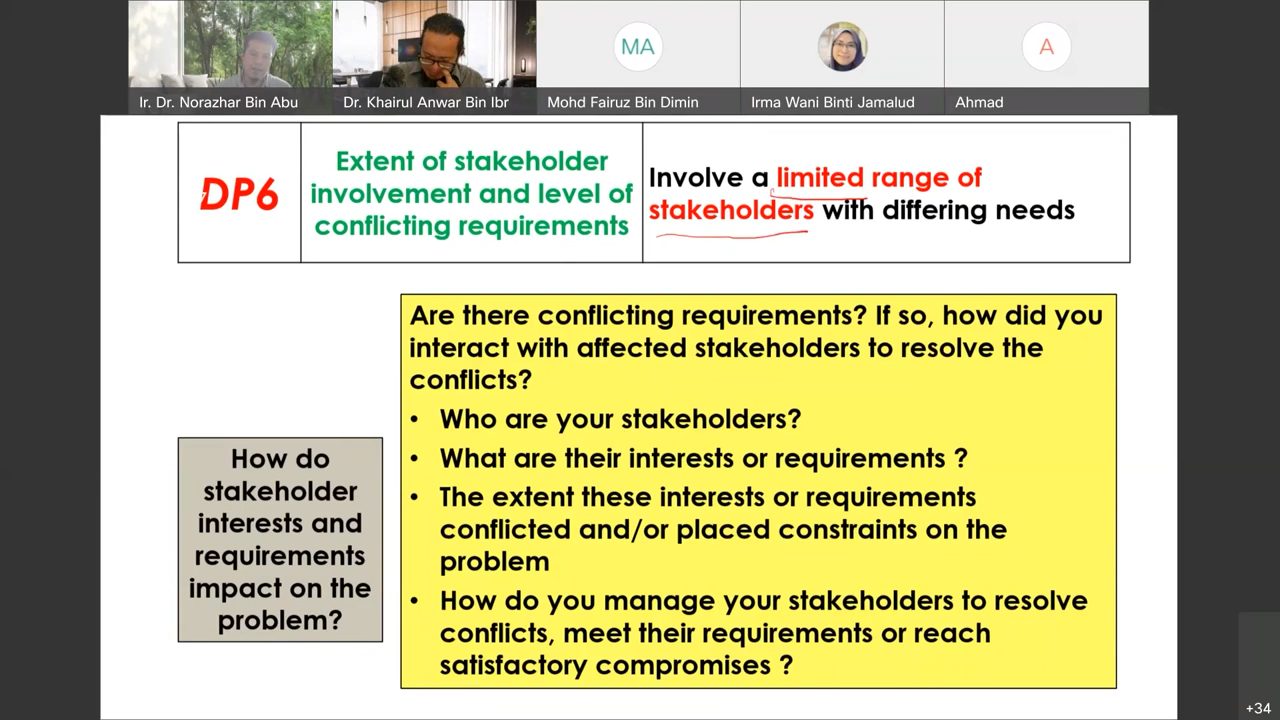 MA
A
Ir. Dr. Norazhar Bin Abu
Dr. Khairul Anwar Bin Ibr
Mohd Fairuz Bin Dimin
Irma Wani Binti Jamalud
Ahmad
DP6
Extent of stakeholder
involvement and level of
conflicting requirements
Involve a limited range of
stakeholders with differing needs
How do
stakeholder
interests and
requirements
impact on the
problem?
Are there conflicting requirements? If so, how did you
interact with affected stakeholders to resolve the
conflicts?
• Who are your stakeholders?
• What are their interests or requirements ?
• The extent these interests or requirements
conflicted and/or placed constraints on the
problem
• How do you manage your stakeholders to resolve
conflicts, meet their requirements or reach
satisfactory compromises ?
+34